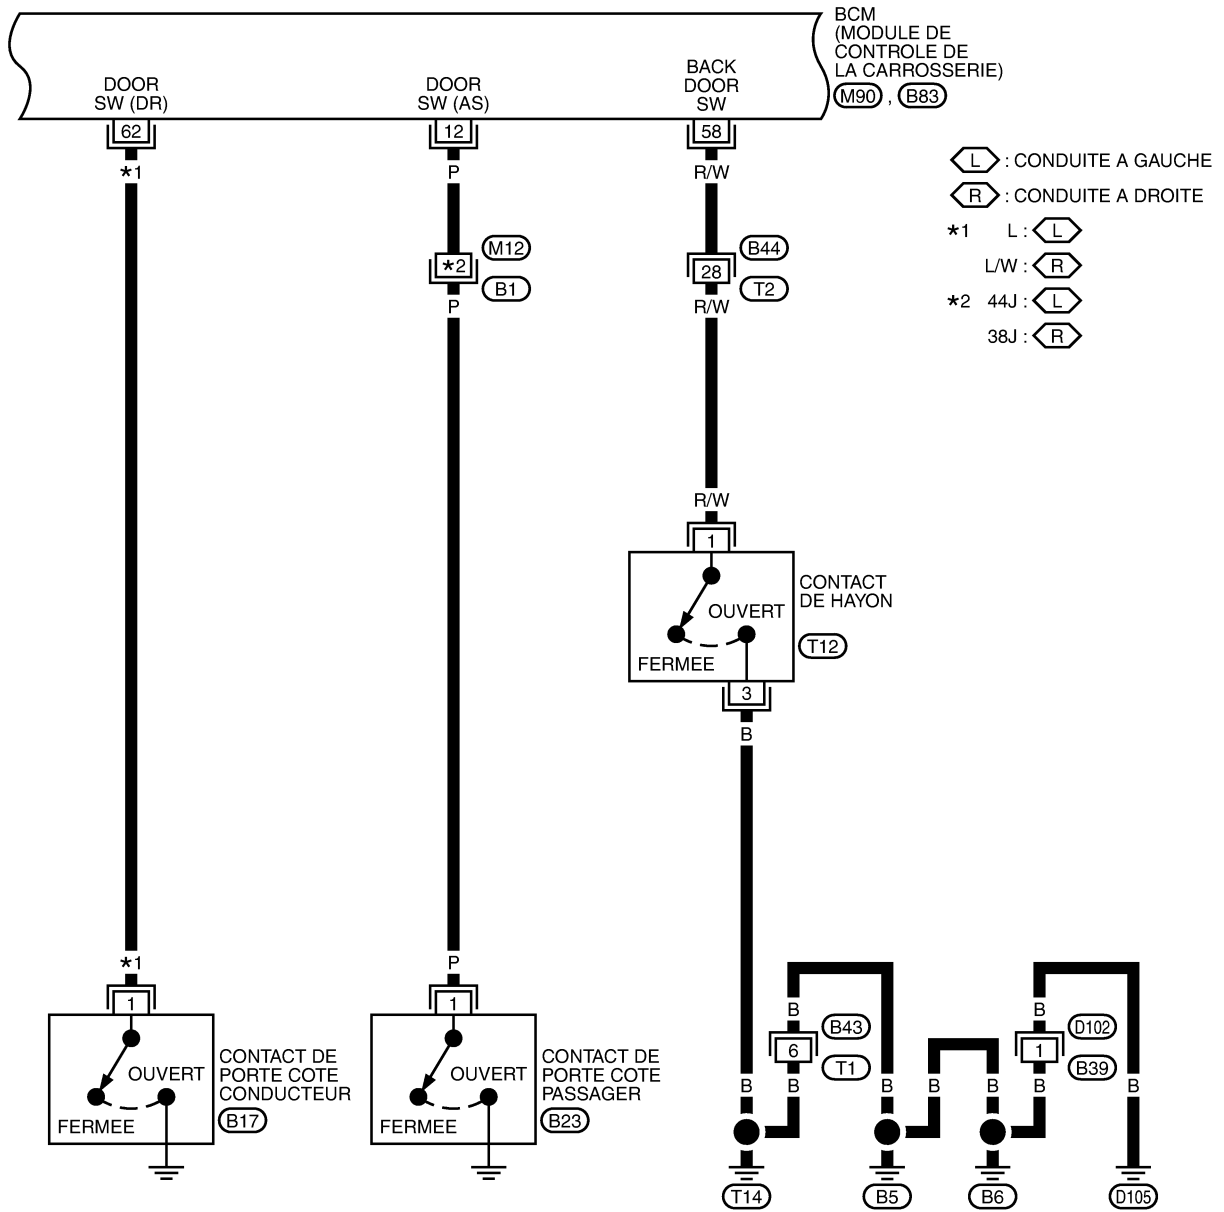 BCM
(MODULE DE
CONTROLE DE
LA CARROSSERIE)
M90 , B83
DOOR
SW (DR)
DOOR
SW (AS)
BACK
DOOR
SW
62
12
58
*1
P
R/W
L : CONDUITE A GAUCHE
R : CONDUITE A DROITE
*1 L : L
L/W : R
*2 44J : L
38J : R
M12
*2
B1
P
B44
28
T2
R/W
R/W
1
CONTACT
DE HAYON
OUVERT
FERMEE
T12
3
B
*1
P
1
OUVERT
FERMEE
CONTACT DE
PORTE COTE
CONDUCTEUR
B17
1
OUVERT
FERMEE
CONTACT DE
PORTE COTE
PASSAGER
B23
B
B
B43
6
T1
D102
1
B39
B
B
B
B
B
B
B
T14
B5
B6
D105